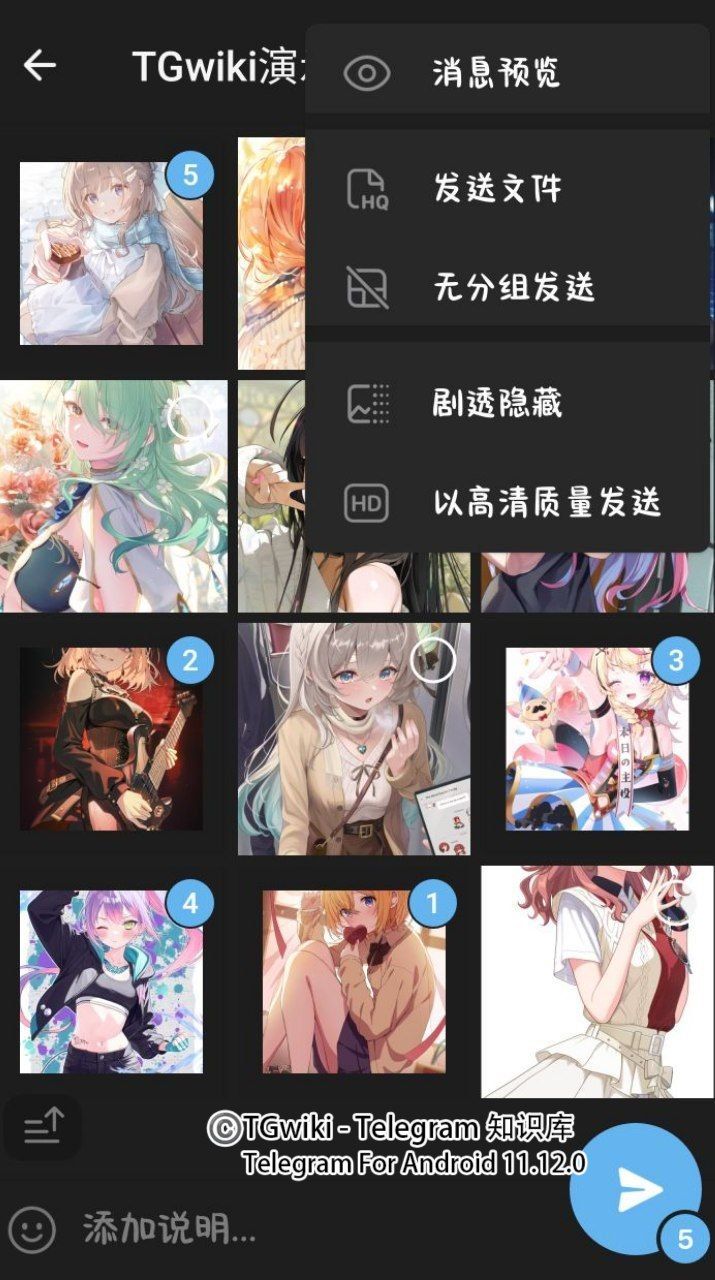 TGwiki演
消息预览
HQ
发送文件
无分组发送
剧透隐藏
HD
以高清质量发送
5
2
3
本日の主役
4
1
©TGwiki - Telegram 知识库
Telegram For Android 11.12.0
添加说明...
5